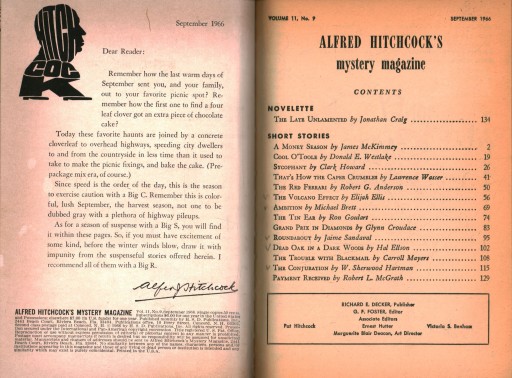 HITCH
COC
K
September 1966
Dear Reader:
Remember how the last warm days of
September sent you, and your family,
out to your favorite picnic spot? Re-
member how the first one to find a four
leaf clover got an extra piece of chocolate
cake?
Today these favorite haunts are joined by a concrete
cloverleaf to overhead highways, speeding city dwellers
to and from the countryside in less time than it used to
take to make the picnic fixings, and bake the cake. (Pre-
package mix era, of course.)
Since speed is the order of the day, this is the
season to exercise caution with a Big C. Remember this is color-
ful, lush September, the harvest season, not one to be
dubbed gray with a plethora of highway pileups.
As for a season of suspense with a Big S, you will find
it within these pages. So, if you must have excitement of
some kind, before the winter winds blow, draw it with
impunity from the suspenseful stories offered herein. I
recommend all of them with a Big R.
Alfred J Hitchcock
ALFRED HITCHCOCK'S MYSTERY MAGAZINE
VOLUME 11, No. 9
SEPTEMBER 1966
ALFRED HITCHCOCK'S
mystery magazine
CONTENTS
NOVELETTE
THE LATE UNLAMENTED by Jonathan Craig 134
SHORT STORIES
A MONEY SEASON by James McKimmey 2
COOL O'TOOLE by Donald E. Westlake 19
SYCOPHANT by Clark Howard 26
THAT'S HOW THE CAPER CRUMBLES by Lawrence Wasser 41
THE RED FERRARI by Robert G. Anderson 50
THE VOLCANO EFFECT by Elijah Ellis 56
AMBITION by Michael Brett 69
THE TOY EAR by Ron Goulart 74
GRAND PRIX IN DIAMONDS by Glynn Croudace 83
ROUNDABOUT by Jaime Sandaval 95
DEAD OAK IN A DARK WOODS by Hal Ellson 102
THE TROUBLE WITH BLACKMAIL by Carroll Mayers 108
THE CONJURATION by W. Sherwood Hartman 115
PAYMENT RECEIVED by Robert L. McGrath 129
RICHARD E. DECKER, Publisher
G. F. FOSTER, Editor
Associate Editors
Pat Hitchcock Ernest Hutter Victoria S. Benham
Marguerite Blair Deacon, Art Director